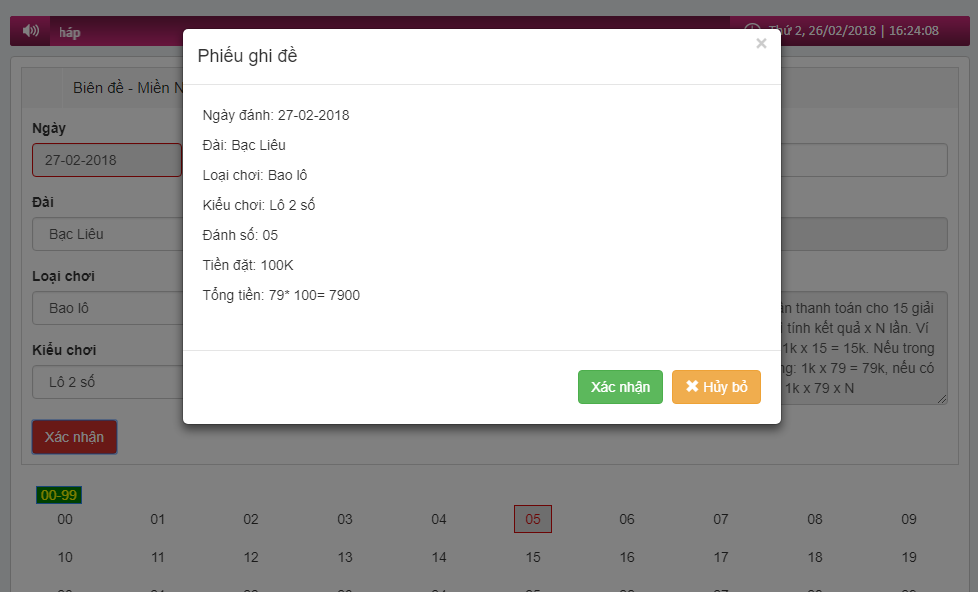 háp
Thứ 2, 26/02/2018 | 16:24:08
Phiếu ghi đề
×
Biên đề - Miền N
Ngày
27-02-2018
Đài
Bạc Liêu
Loại chơi
Bao lô
Kiểu chơi
Lô 2 số
Xác nhận
Ngày đánh: 27-02-2018
Đài: Bạc Liêu
Loại chơi: Bao lô
Kiểu chơi: Lô 2 số
Đánh số: 05
Tiền đặt: 100K
Tổng tiền: 79* 100= 7900
Xác nhận
Hủy bỏ
thanh toán cho 15 giải
tính kết quả x N lần. Ví
1k x 15 = 15k. Nếu trong
1k x 79 = 79k, nếu có
1k x 79 x N
00-99
00 01 02 03 04 05 06 07 08 09
10 11 12 13 14 15 16 17 18 19